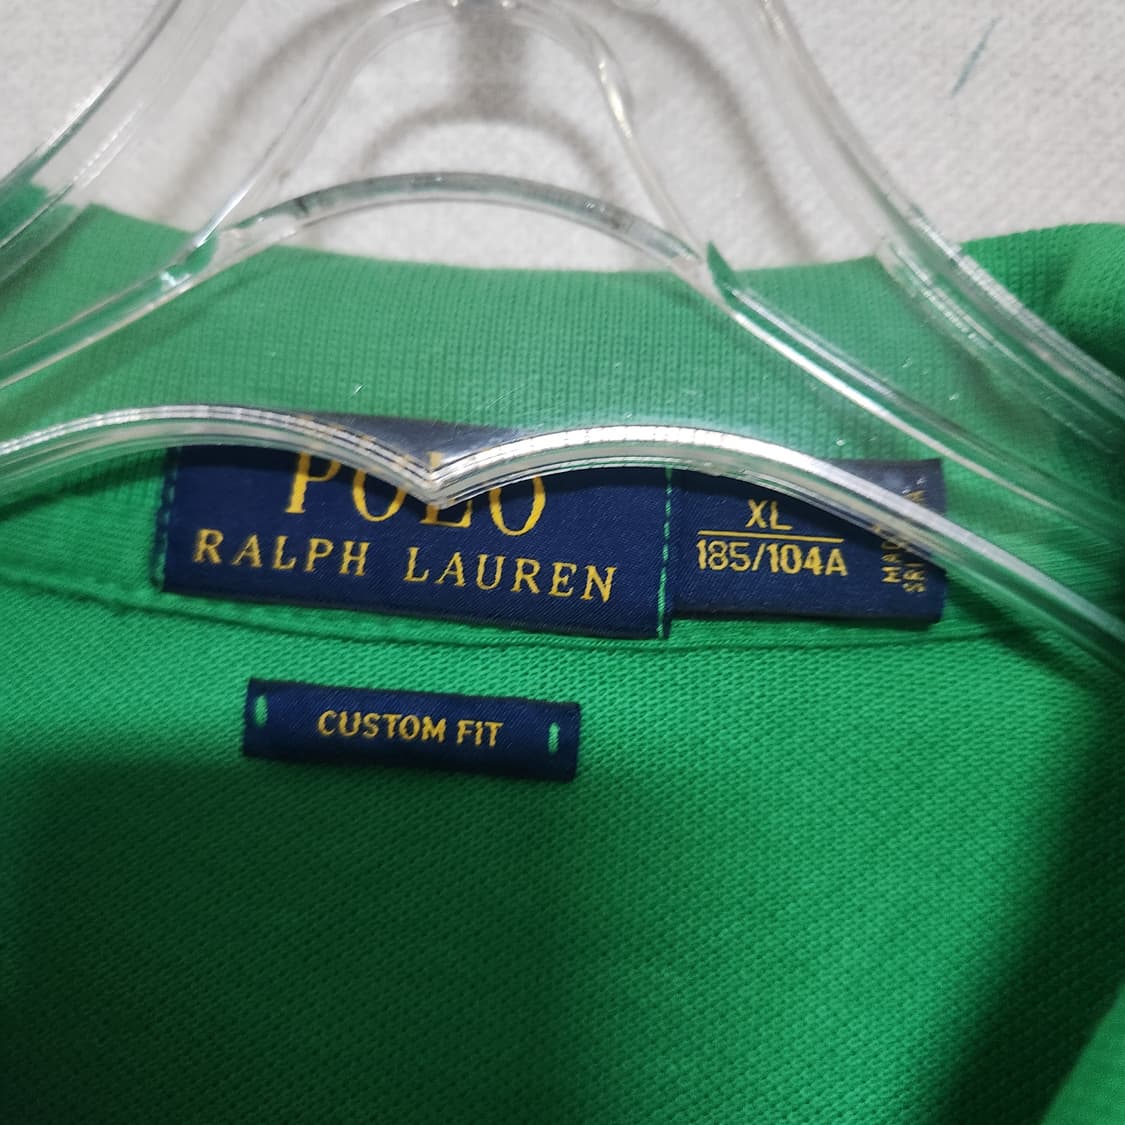 POLO
RALPH LAUREN
XL
185/104A
CUSTOM FIT